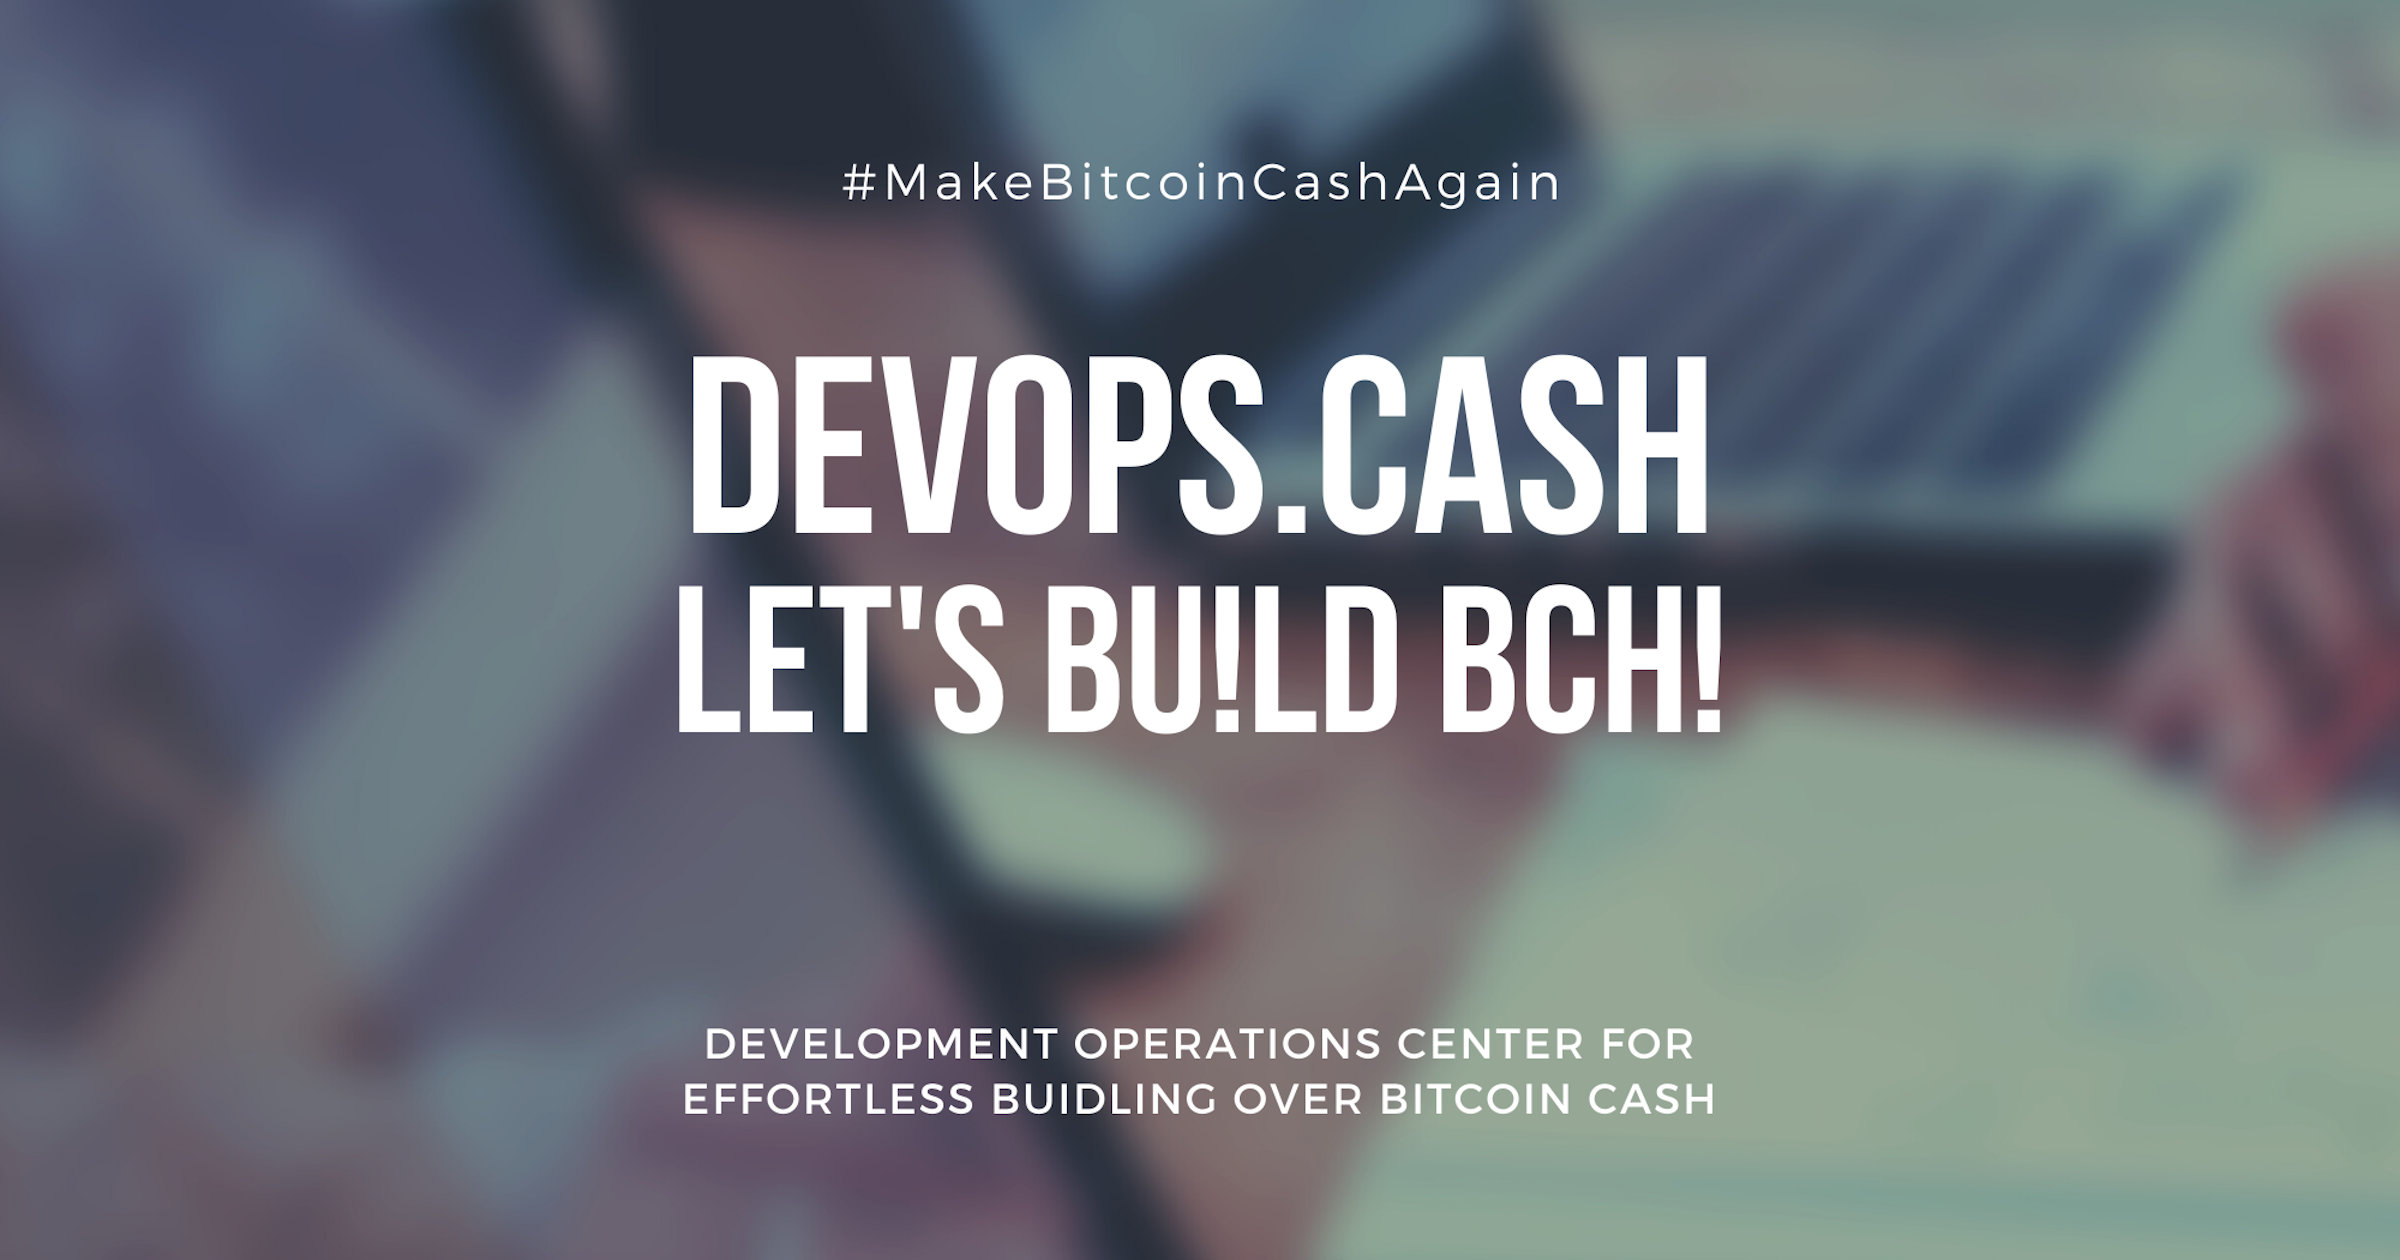 #MakeBitcoinCashAgain
DEVOPS.CASH
LET'S BU!LD BCH!
DEVELOPMENT OPERATIONS CENTER FOR
EFFORTLESS BUIDLING OVER BITCOIN CASH